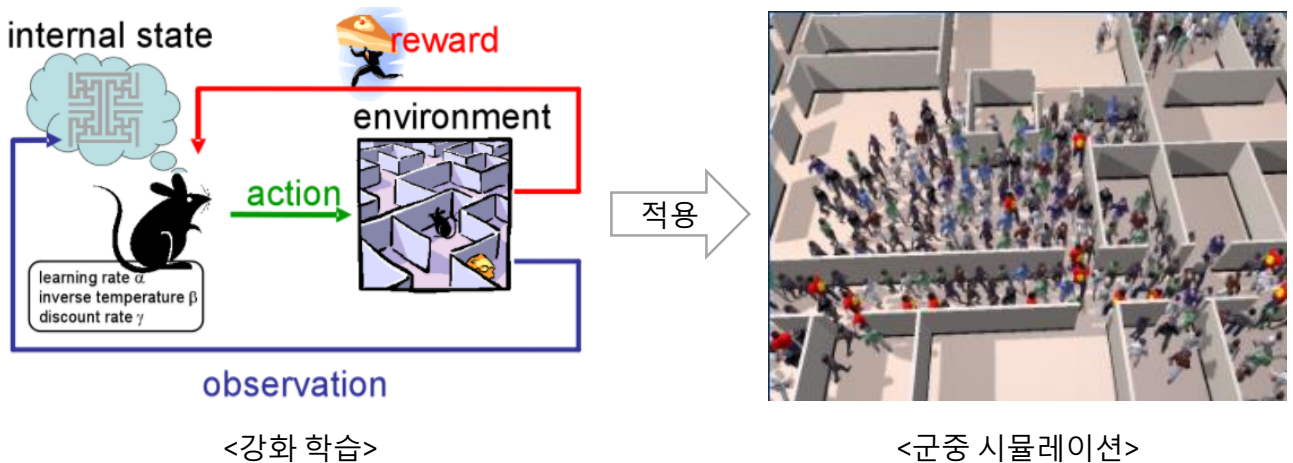 internal state
reward
environment
action
적용
learning rate α
inverse temperature β
discount rate γ
observation
<강화 학습>
<군중 시뮬레이션>